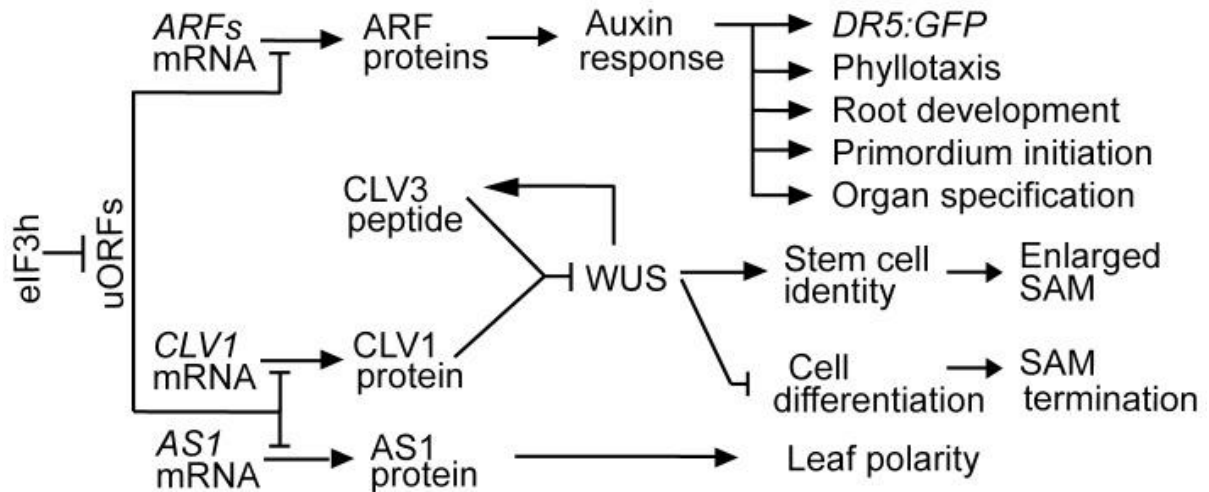 ARFs
mRNA
ARF
proteins
Auxin
response
DR5:GFP
Phyllotaxis
Root development
Primordium initiation
Organ specification
eIF3h
uORFs
CLV3
peptide
WUS
Stem cell
identity
Enlarged
SAM
CLV1
mRNA
CLV1
protein
Cell
differentiation
SAM
termination
AS1
mRNA
AS1
protein
Leaf polarity